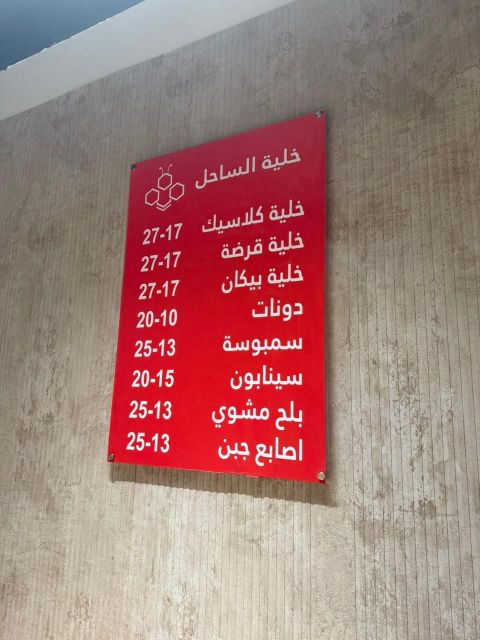 خلية الساحل
خلية كلاسيك 27-17
خلية قرضة 27-17
خلية بيكان 27-17
دونات 20-10
سمبوسة 25-13
سينابون 20-15
بلح مشوي 25-13
اصابع جبن 25-13